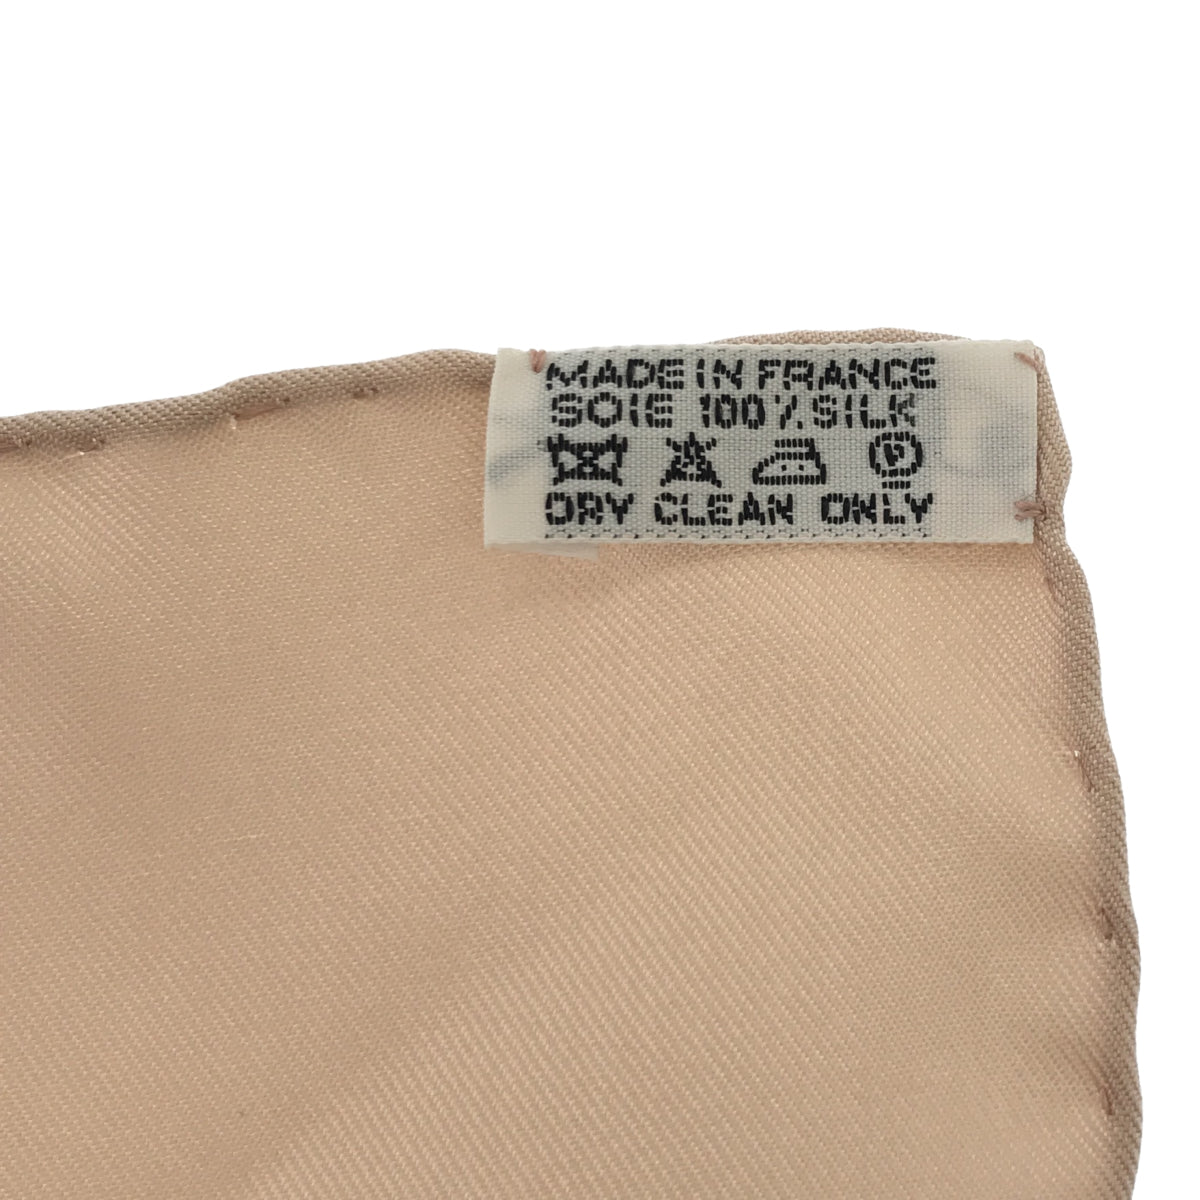 MADE IN FRANCE
SOIE 100% SILK
P
DRY CLEAN ONLY